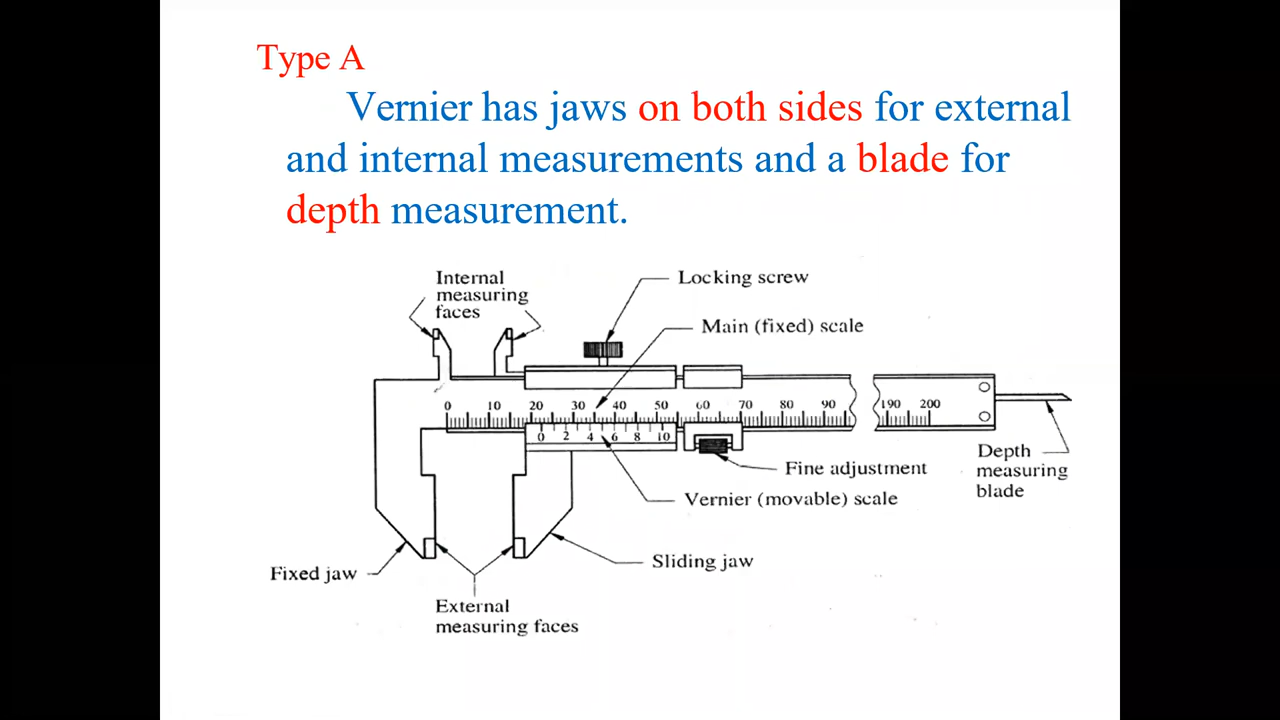 Type A
Vernier has jaws on both sides for external
and internal measurements and a blade for
depth measurement.
Internal
measuring
faces
Locking screw
Main (fixed) scale
0 10 20 30 40 50 60 70 80 90 190 200
0 2 4 6 8 10
Depth
measuring
blade
Fine adjustment
Vernier (movable) scale
Sliding jaw
Fixed jaw
External
measuring faces